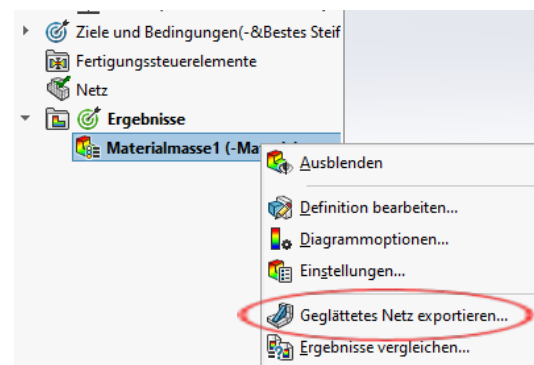 Ziele und Bedingungen(-&Bestes Steif
Fertigungssteuerelemente
Netz
Ergebnisse
Materialmasse1 (-Ma
Ausblenden
Definition bearbeiten...
Diagrammoptionen...
Einstellungen...
Geglättetes Netz exportieren...
Ergebnisse vergleichen...